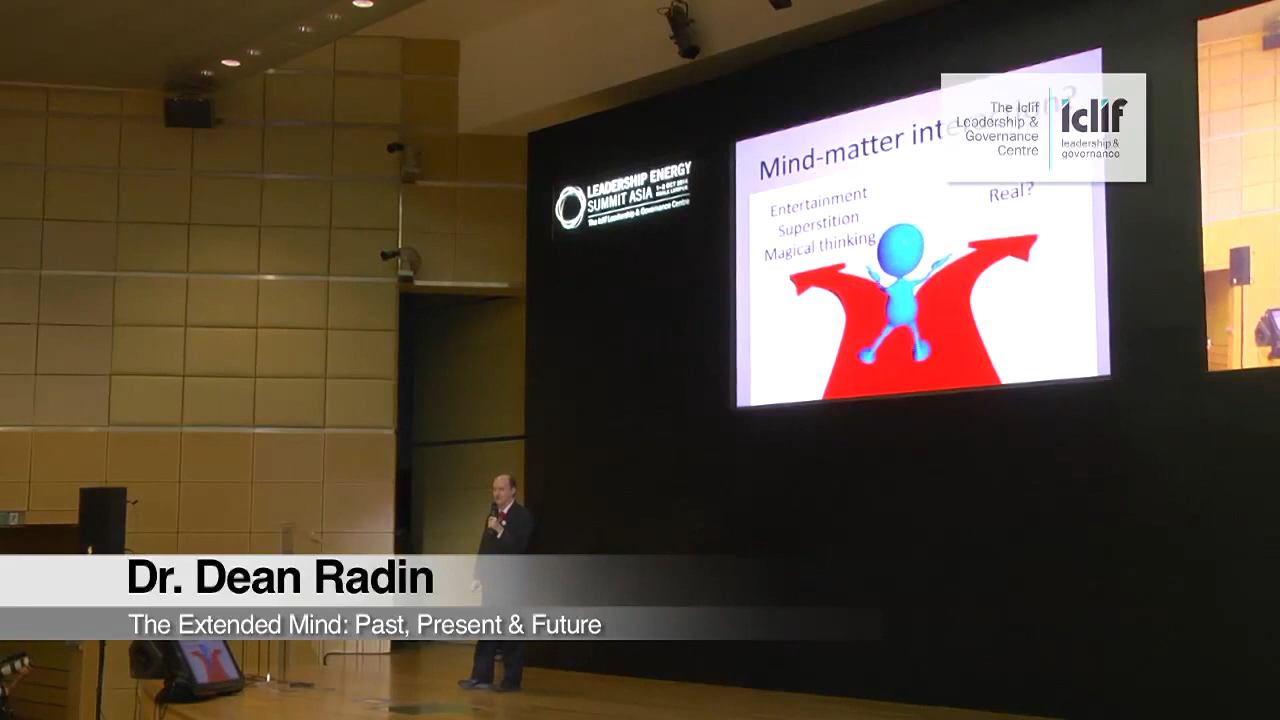 LEADERSHIP ENERGY
SUMMIT ASIA
The Iclif Leadership & Governance Centre
Mind-matter
Entertainment
Superstition
Magical thinking
Real?
The Iclif
Leadership &
Governance
Centre
iclif
leadership &
governance
Dr. Dean Radin
The Extended Mind: Past, Present & Future